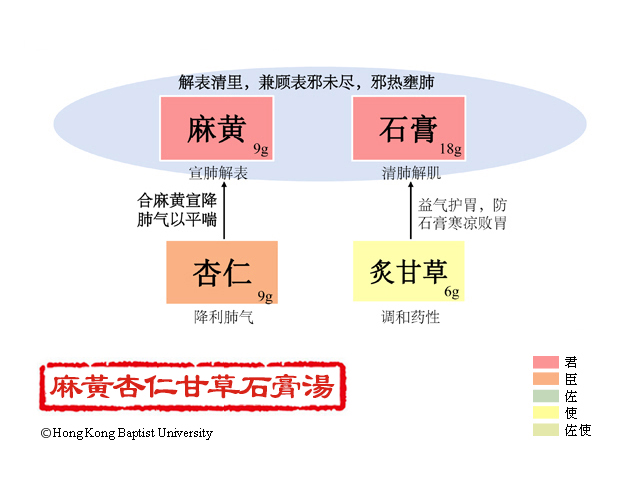 解表清里，兼顾表邪未尽，邪热壅肺
麻黄
9g
石膏
18g
宣肺解表
清肺解肌
合麻黄宣降
肺气以平喘
益气护胃，防
石膏寒凉败胃
杏仁
9g
炙甘草
6g
降利肺气
调和药性
麻黃杏仁甘草石膏湯
©Hong Kong Baptist University
君
臣
佐
使
佐使